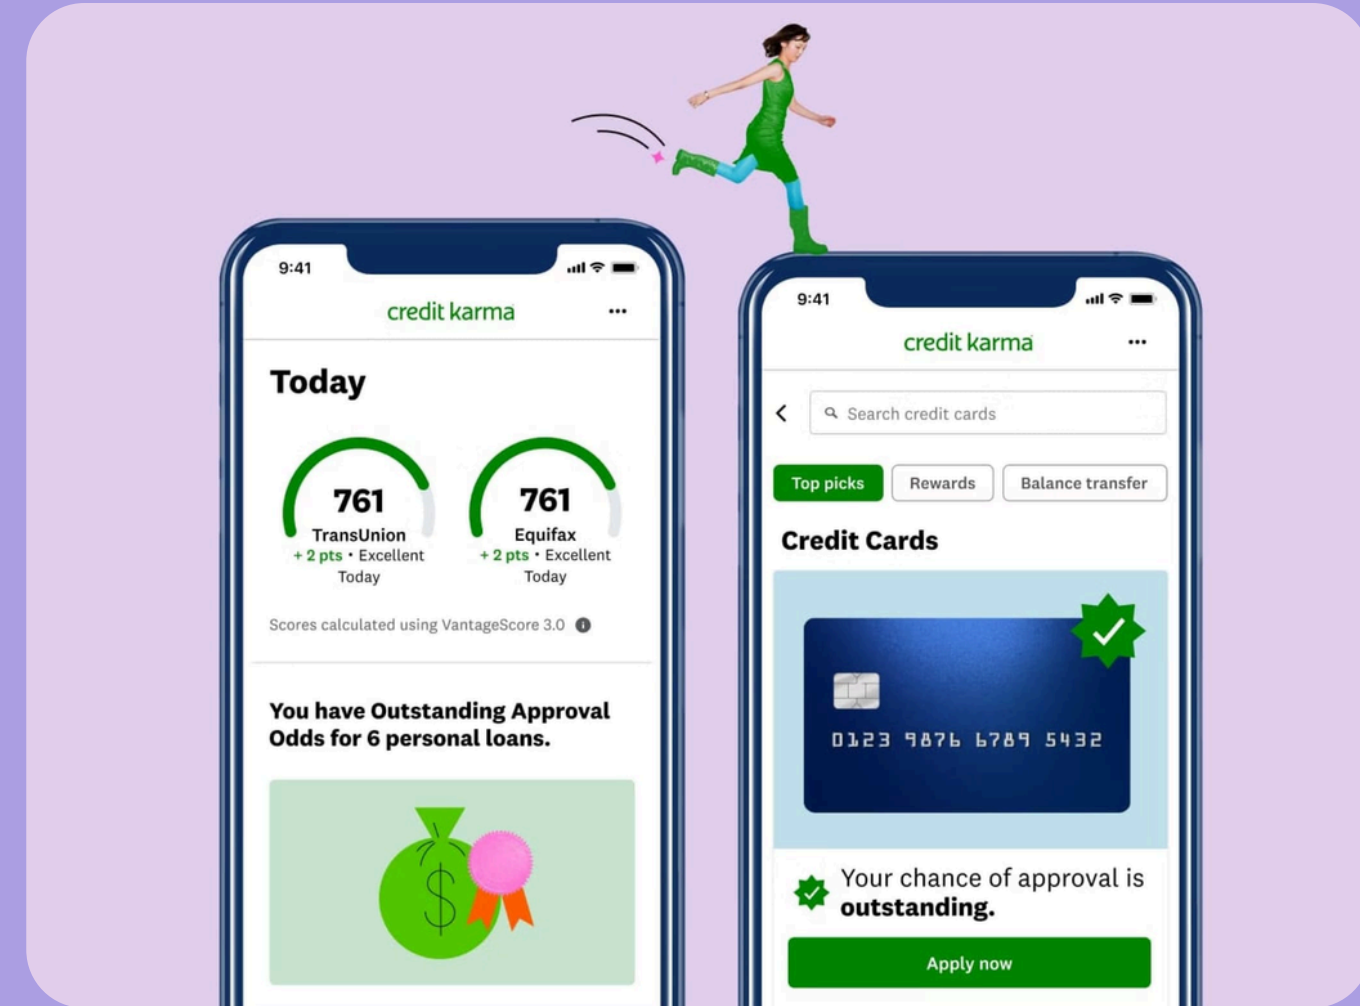 9:41
credit karma
Today
761
TransUnion
+ 2 pts • Excellent
Today
761
Equifax
+ 2 pts • Excellent
Today
Scores calculated using VantageScore 3.0
You have Outstanding Approval
Odds for 6 personal loans.
$
9:41
credit karma
Search credit cards
Top picks
Rewards
Balance transfer
Credit Cards
0123 9876 6789 5432
Your chance of approval is
outstanding.
Apply now